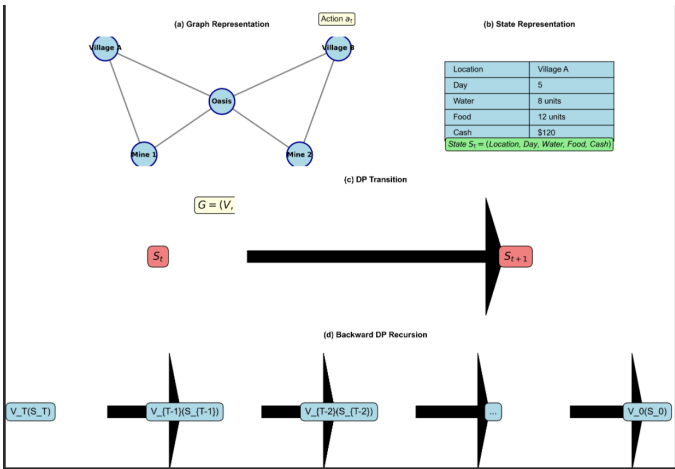 (a) Graph Representation
Action a_t
(b) State Representation
Village A
Village B
Oasis
Mine 1
Mine 2
Location Village A
Day 5
Water 8 units
Food 12 units
Cash $120
State S_t = (Location, Day, Water, Food, Cash)
(c) DP Transition
G = (V,
S_t
S_{t+1}
(d) Backward DP Recursion
V_T(S_T) V_{T-1}(S_{T-1}) V_{T-2}(S_{T-2}) ... V_0(S_0)